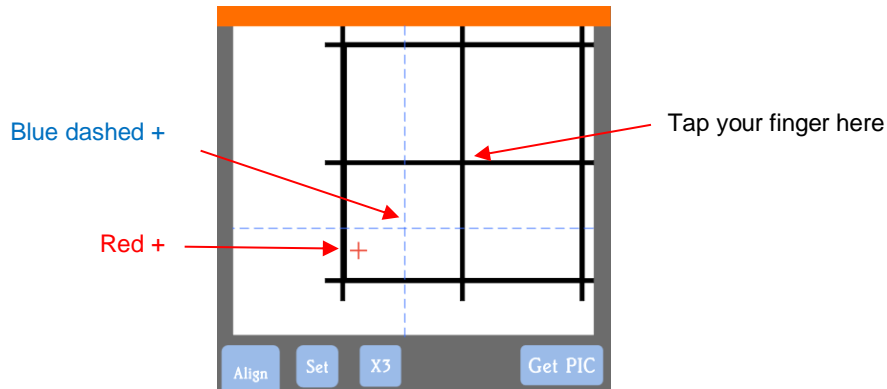 Blue dashed +
Tap your finger here
Red +
Align
Set
X3
Get PIC